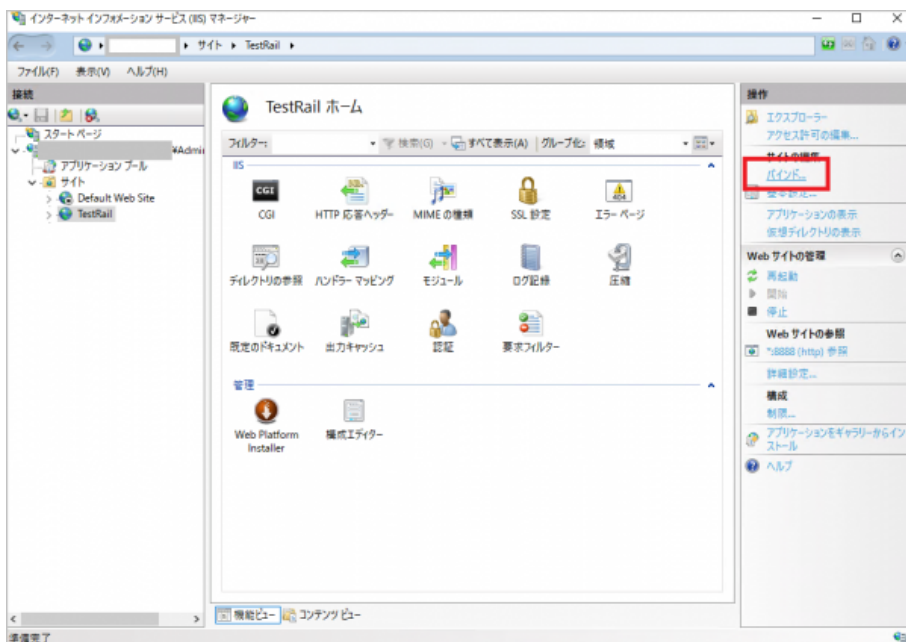 インターネット インフォメーション サービス (IIS) マネージャー
サイト
TestRail
ファイル(F) 表示(V) ヘルプ(H)
接続
スタート ページ
¥Admi
アプリケーション プール
サイト
Default Web Site
TestRail
TestRail ホーム
フィルター: 検索(G) すべて表示(A) グループ化: 領域
IIS
CGI
404
CGI HTTP 応答ヘッダー MIME の種類 SSL 設定 エラー ページ
ディレクトリの参照 ハンドラー マッピング モジュール ログ記録 圧縮
既定のドキュメント 出力キャッシュ 認証 要求フィルター
管理
Web Platform Installer 構成エディター
機能ビュー コンテンツ ビュー
準備完了
操作
エクスプローラー
アクセス許可の編集...
サイトの編集
バインド...
基本設定...
アプリケーションの表示
仮想ディレクトリの表示
Web サイトの管理
再起動
開始
停止
Web サイトの参照
*:8888 (http) 参照
詳細設定...
構成
制限...
アプリケーションをギャラリーからイン
ストール
ヘルプ